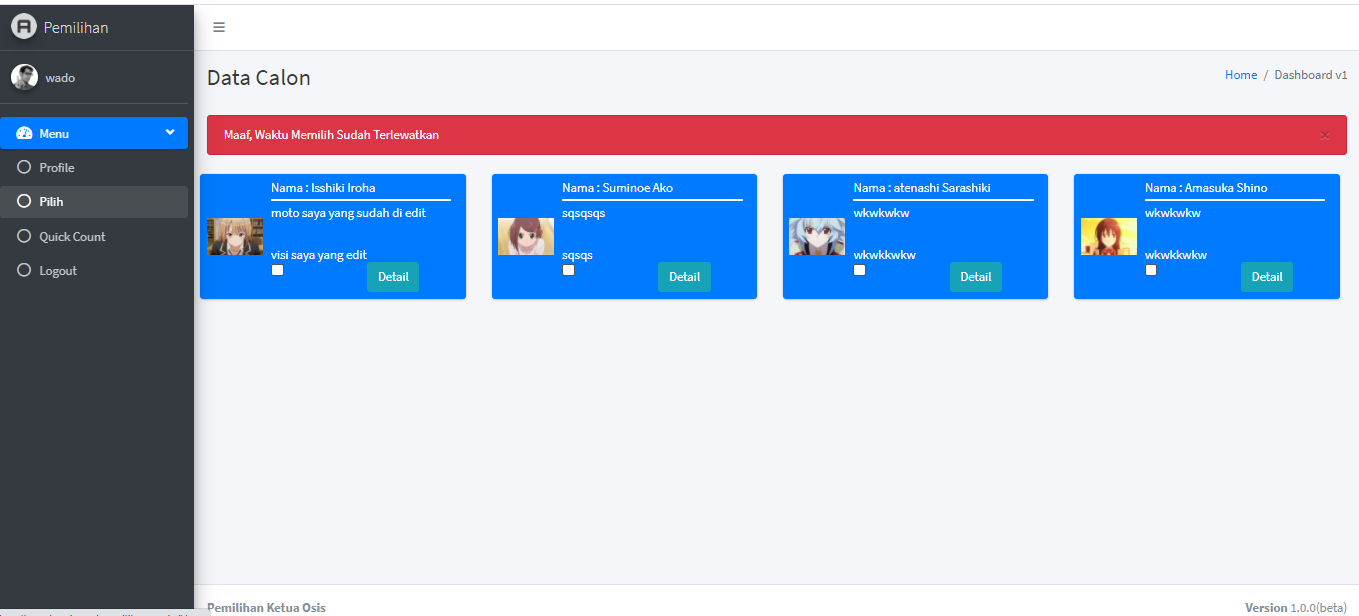 Pemilihan
wado
Menu
Profile
Pilih
Quick Count
Logout
Data Calon
Home / Dashboard v1
Maaf, Waktu Memilih Sudah Terlewatkan
×
Nama : Isshiki Iroha
moto saya yang sudah di edit
visi saya yang edit
Detail
Nama : Suminoe Ako
sqsqsqs
sqsqs
Detail
Nama : atenashi Sarashiki
wkwkwkw
wkwkkwkw
Detail
Nama : Amasuka Shino
wkwkwkw
wkwkkwkw
Detail
Pemilihan Ketua Osis
Version 1.0.0(beta)